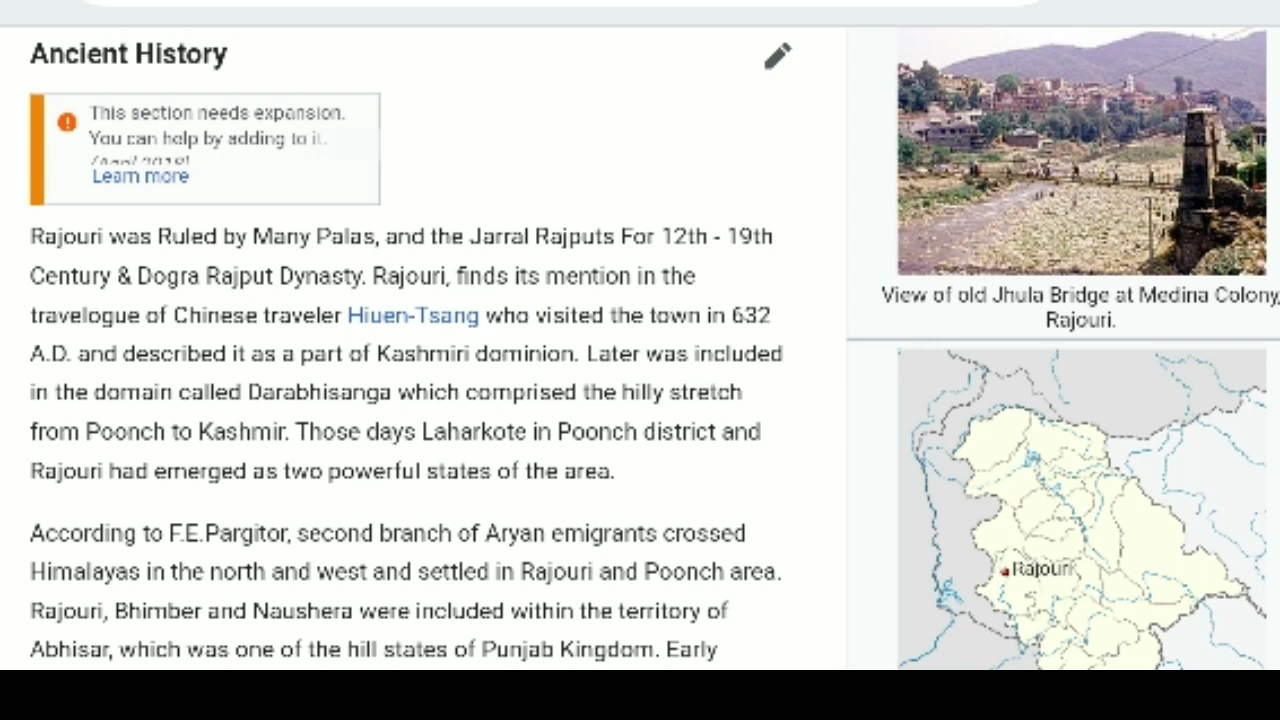 Ancient History
This section needs expansion.
You can help by adding to it.
(April 2018)
Learn more
Rajouri was Ruled by Many Palas, and the Jarral Rajputs For 12th - 19th
Century & Dogra Rajput Dynasty. Rajouri, finds its mention in the
travelogue of Chinese traveler Hiuen-Tsang who visited the town in 632
A.D. and described it as a part of Kashmiri dominion. Later was included
in the domain called Darabhisanga which comprised the hilly stretch
from Poonch to Kashmir. Those days Laharkote in Poonch district and
Rajouri had emerged as two powerful states of the area.
According to F.E.Pargitor, second branch of Aryan emigrants crossed
Himalayas in the north and west and settled in Rajouri and Poonch area.
Rajouri, Bhimber and Naushera were included within the territory of
Abhisar, which was one of the hill states of Punjab Kingdom. Early
View of old Jhula Bridge at Medina Colony,
Rajouri.
Rajouri